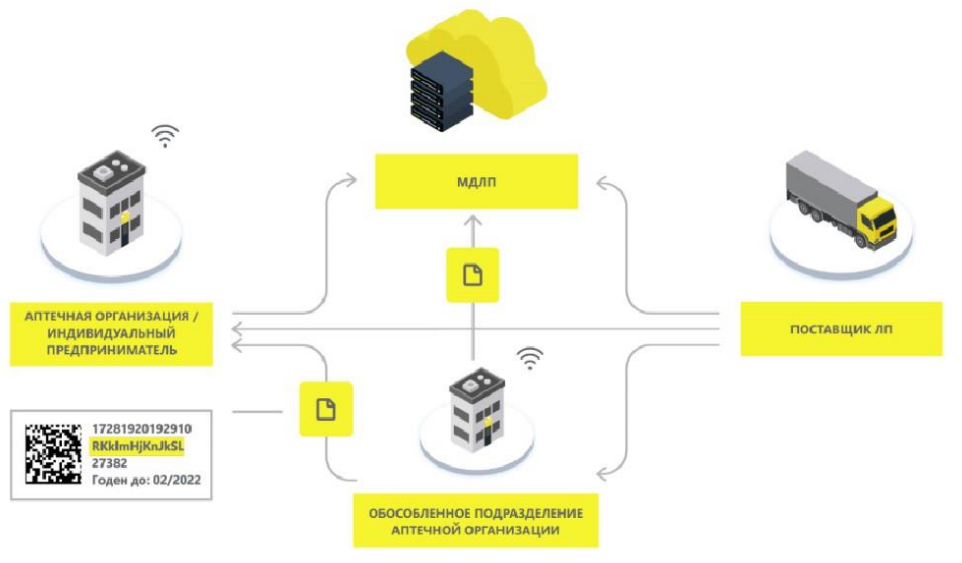 МДЛП
АПТЕЧНАЯ ОРГАНИЗАЦИЯ /
ИНДИВИДУАЛЬНЫЙ
ПРЕДПРИНИМАТЕЛЬ
ПОСТАВЩИК ЛП
17281920192910
RKkImHjKnJkSL
27382
Годен до: 02/2022
ОБОСОБЛЕННОЕ ПОДРАЗДЕЛЕНИЕ
АПТЕЧНОЙ ОРГАНИЗАЦИИ